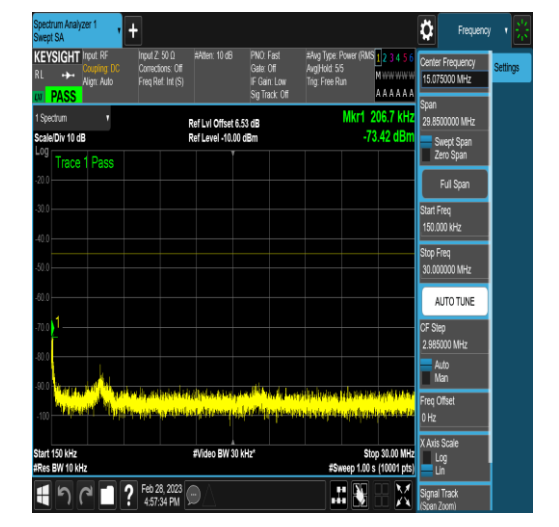 Spectrum Analyzer 1
Swept SA
+
Frequency
KEYSIGHT
RL
PASS
Input: RF
Coupling: DC
Align: Auto
Input Z: 50 Ω
Corrections: Off
Freq Ref: Int (S)
#Atten: 10 dB
PNO: Fast
Gate: Off
IF Gain: Low
Sig Track: Off
#Avg Type: Power (RMS
Avg|Hold: 5/5
Trig: Free Run
1 2 3 4 5 6
M W W W W W
A A A A A A
1 Spectrum
Scale/Div 10 dB
Ref Lvl Offset 6.53 dB
Ref Level -10.00 dBm
Mkr1 206.7 kHz
-73.42 dBm
Log
Trace 1 Pass
-20.0
-30.0
-40.0
-50.0
-60.0
-70.0
-80.0
-90.0
-100
1
Start 150 kHz
#Res BW 10 kHz
#Video BW 30 kHz*
Stop 30.00 MHz
#Sweep 1.00 s (10001 pts)
?
Feb 28, 2023
4:57:34 PM
Center Frequency
15.075000 MHz
Settings
Span
29.8500000 MHz
Swept Span
Zero Span
Full Span
Start Freq
150.000 kHz
Stop Freq
30.000000 MHz
AUTO TUNE
CF Step
2.985000 MHz
Auto
Man
Freq Offset
0 Hz
X Axis Scale
Log
Lin
Signal Track
(Span Zoom)